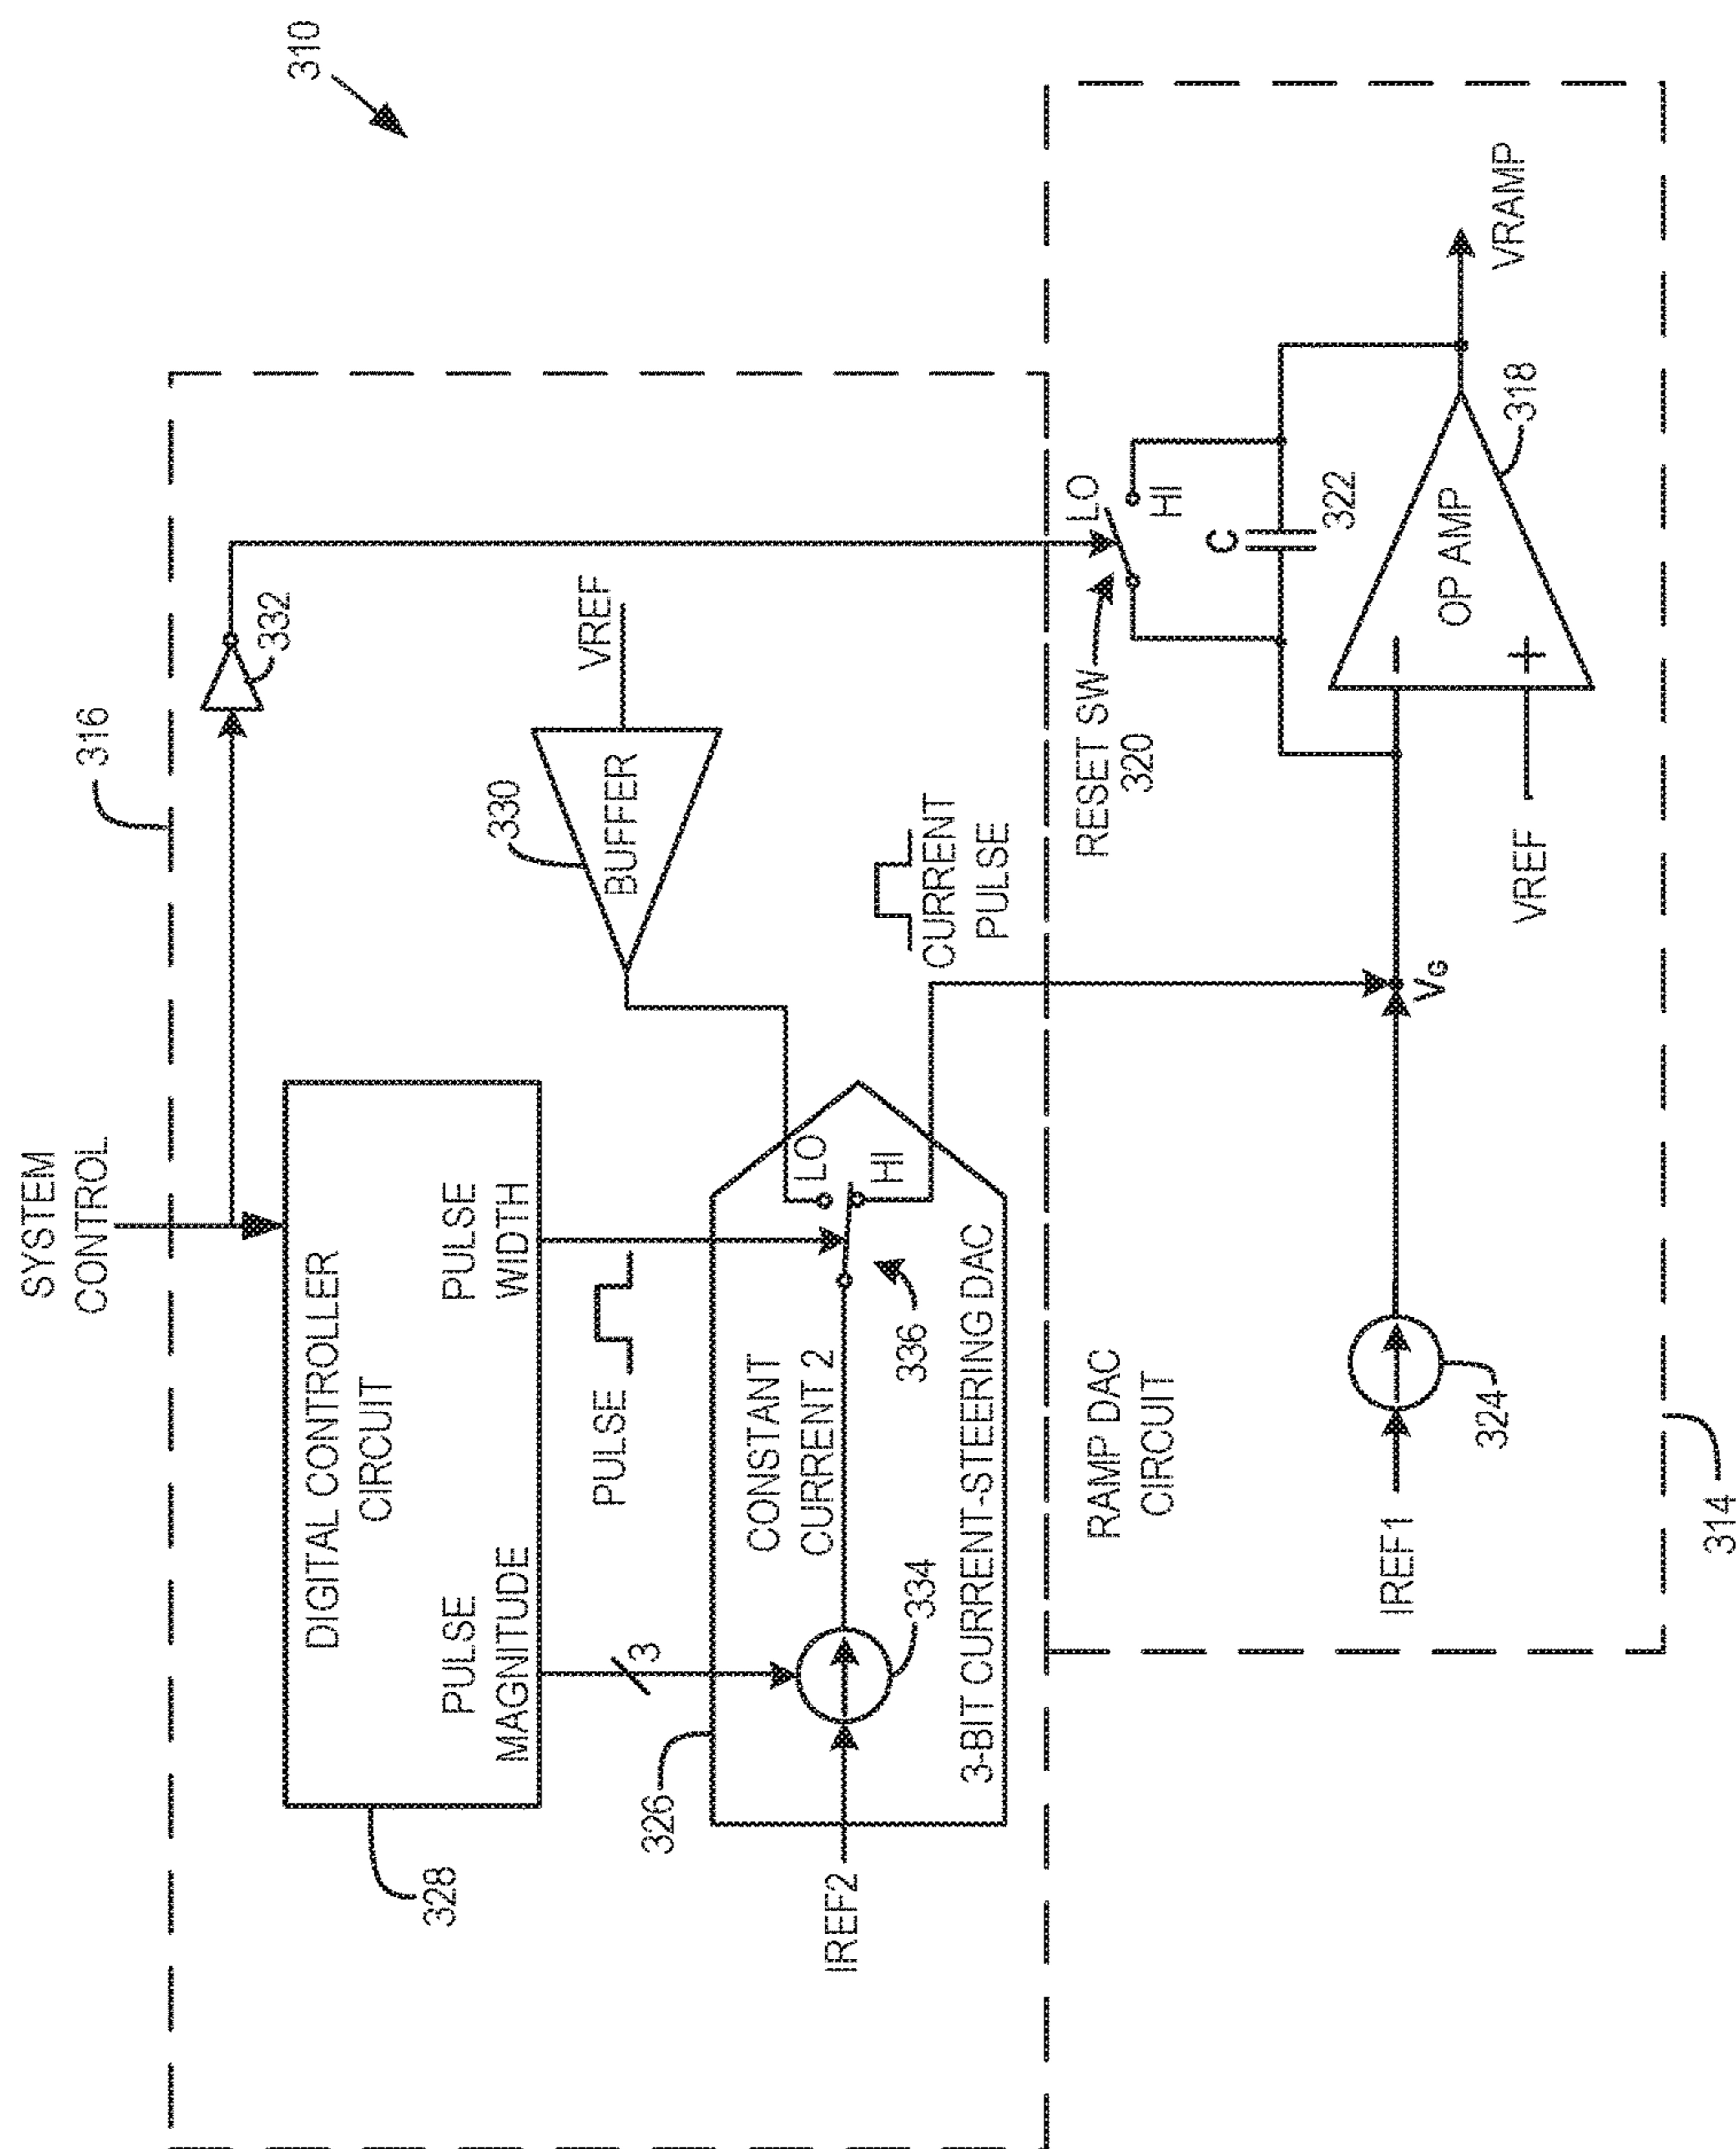 310
SYSTEM
CONTROL
316
332
DIGITAL CONTROLLER
CIRCUIT
PULSE
MAGNITUDE
PULSE
WIDTH
328
330
BUFFER
VREF
PULSE
3
326
CONSTANT
CURRENT 2
LO
HI
336
334
IREF2
3-BIT CURRENT-STEERING DAC
CURRENT
PULSE
RESET SW
320
LO
HI
C
322
RAMP DAC
CIRCUIT
IREF1
324
VG
VREF
OP AMP
−
+
318
VRAMP
314